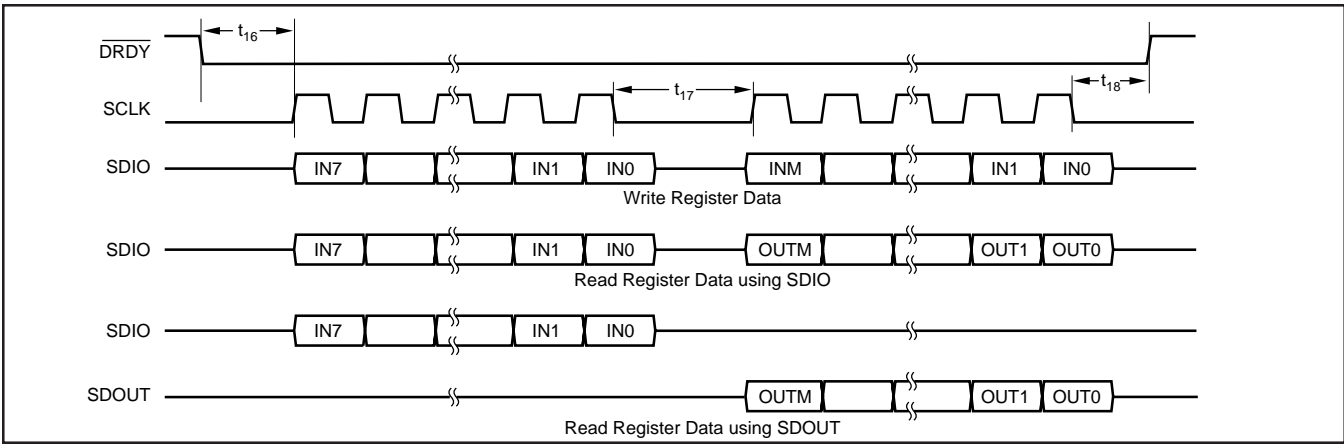 DRDY t16
SCLK t17 t18
SDIO IN7 IN1 IN0 INM IN1 IN0
Write Register Data
SDIO IN7 IN1 IN0 OUTM OUT1 OUT0
Read Register Data using SDIO
SDIO IN7 IN1 IN0
SDOUT OUTM OUT1 OUT0
Read Register Data using SDOUT